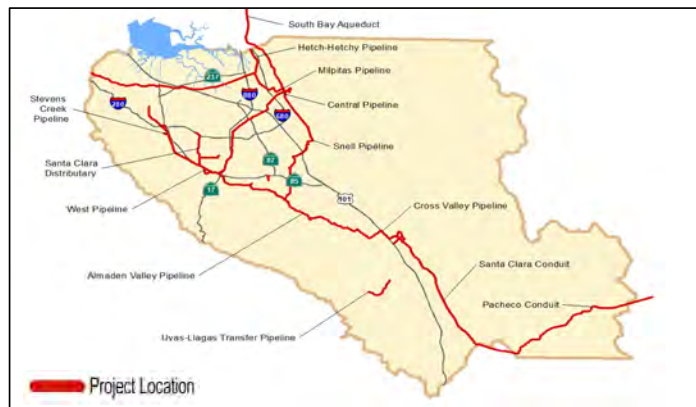 South Bay Aqueduct
Hetch-Hetchy Pipeline
Milpitas Pipeline
237
880
Stevens
Creek
Pipeline
280
Central Pipeline
680
Snell Pipeline
Santa Clara
Distributary
87
85
17
West Pipeline
101
Cross Valley Pipeline
Almaden Valley Pipeline
Santa Clara Conduit
Pacheco Conduit
Uvas-Llagas Transfer Pipeline
Project Location